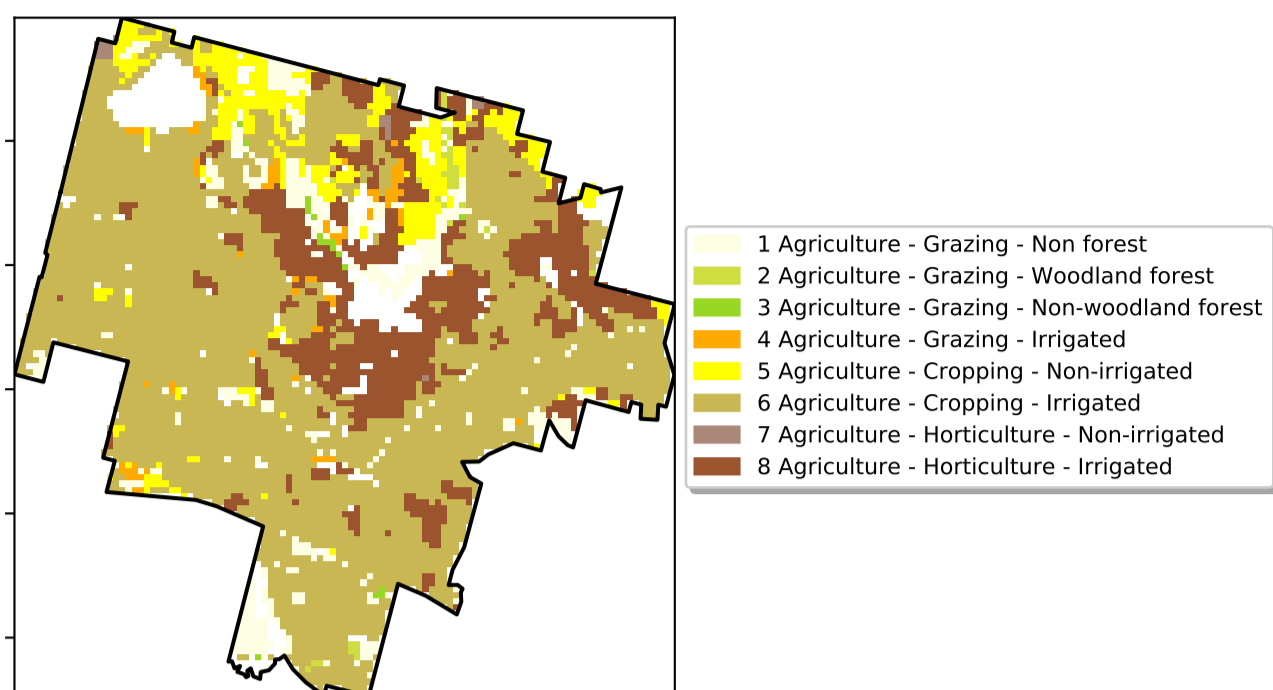 1 Agriculture - Grazing - Non forest
2 Agriculture - Grazing - Woodland forest
3 Agriculture - Grazing - Non-woodland forest
4 Agriculture - Grazing - Irrigated
5 Agriculture - Cropping - Non-irrigated
6 Agriculture - Cropping - Irrigated
7 Agriculture - Horticulture - Non-irrigated
8 Agriculture - Horticulture - Irrigated